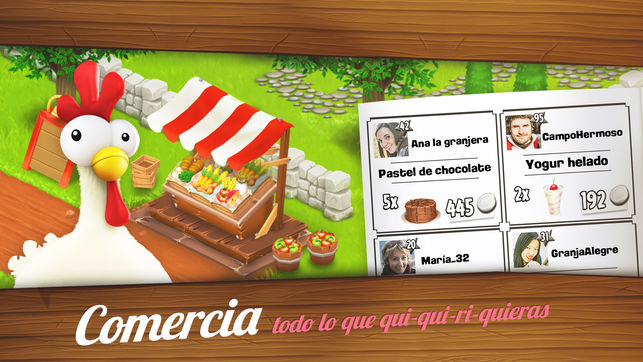 42
Ana la granjera
Pastel de chocolate
5x 445
95
CampoHermoso
Yogur helado
2x 192
20
María_32
31
GranjaAlegre
Comercia todo lo que qui-qui-ri-quieras